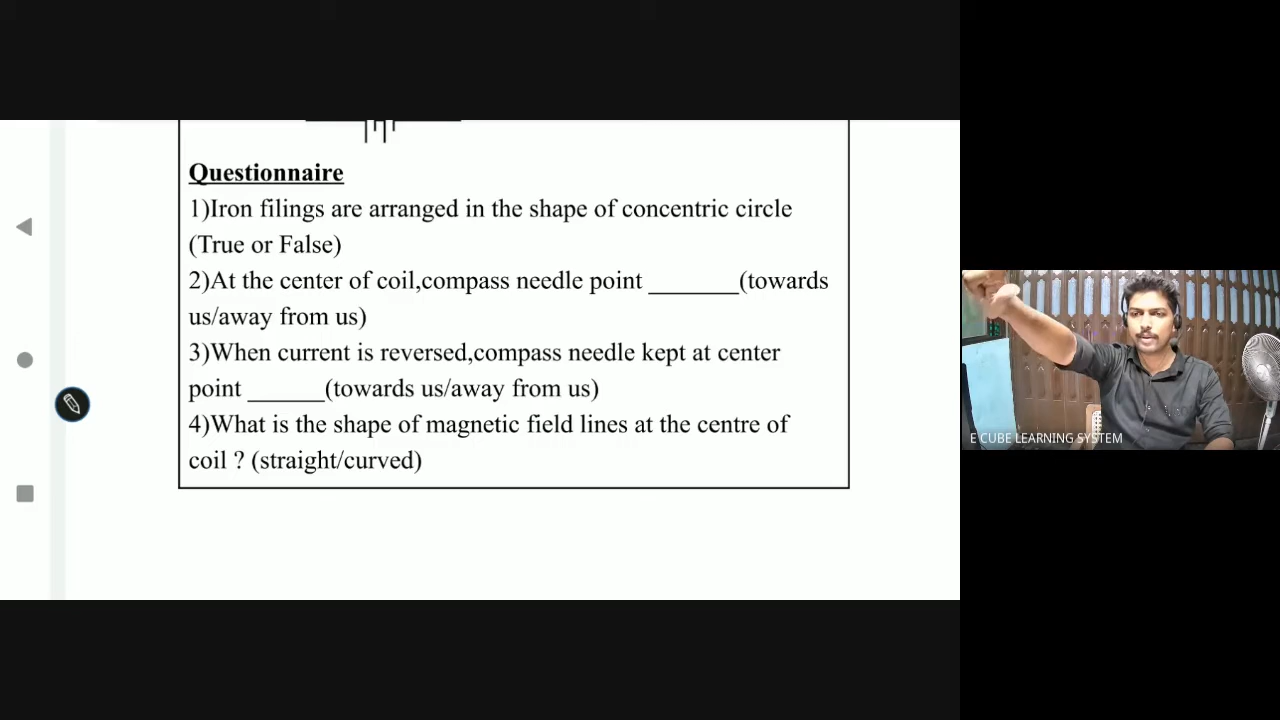 Questionnaire
1)Iron filings are arranged in the shape of concentric circle
(True or False)
2)At the center of coil,compass needle point _______(towards
us/away from us)
3)When current is reversed,compass needle kept at center
point ______(towards us/away from us)
4)What is the shape of magnetic field lines at the centre of
coil ? (straight/curved)
E CUBE LEARNING SYSTEM